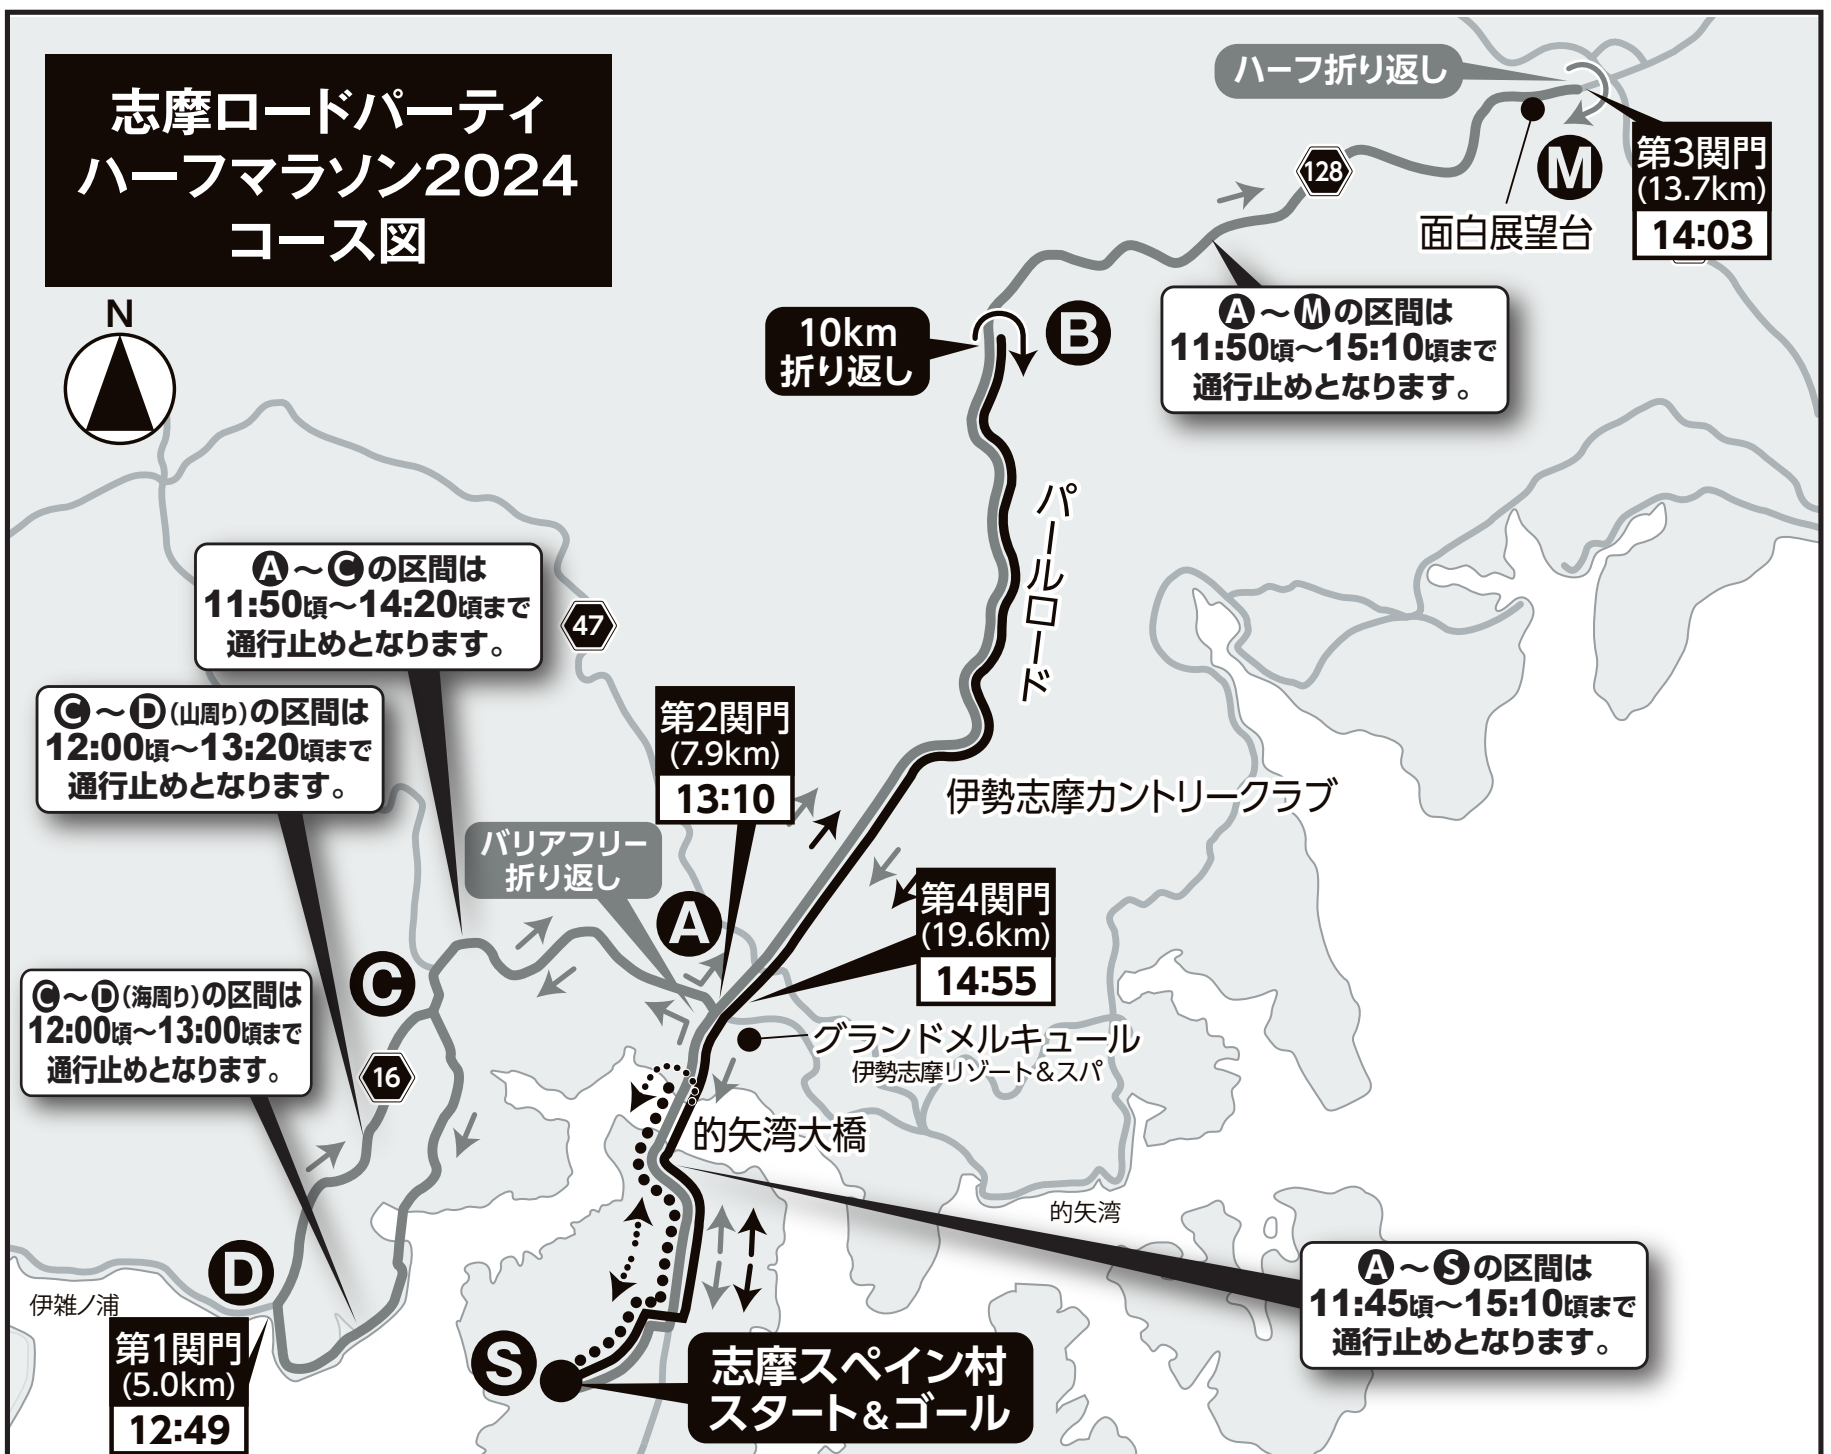 志摩ロードパーティ
ハーフマラソン2024
コース図
N
ハーフ折り返し
128
M
第3関門
(13.7km)
14:03
面白展望台
10km
折り返し
B
A～Mの区間は
11:50頃～15:10頃まで
通行止めとなります。
パールロード
A～Cの区間は
11:50頃～14:20頃まで
通行止めとなります。
47
C～D(山周り)の区間は
12:00頃～13:20頃まで
通行止めとなります。
第2関門
(7.9km)
13:10
伊勢志摩カントリークラブ
バリアフリー
折り返し
A
第4関門
(19.6km)
14:55
C
C～D(海周り)の区間は
12:00頃～13:00頃まで
通行止めとなります。
16
グランドメルキュール
伊勢志摩リゾート&スパ
的矢湾大橋
的矢湾
D
伊雑ノ浦
第1関門
(5.0km)
12:49
S
志摩スペイン村
スタート&ゴール
A～Sの区間は
11:45頃～15:10頃まで
通行止めとなります。